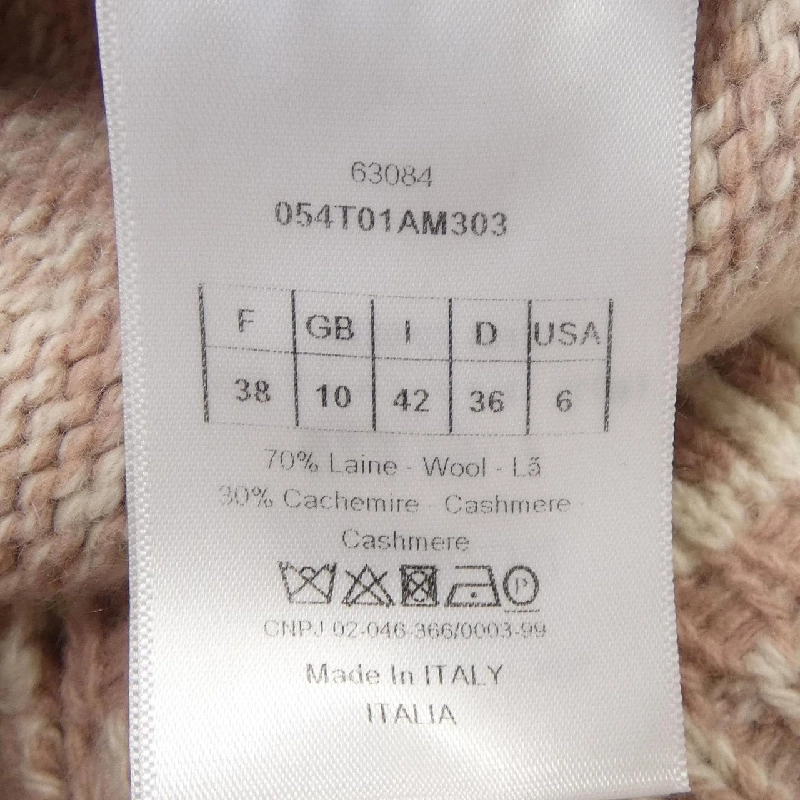 63084
054T01AM303
F GB I D USA
38 10 42 36 6
70% Laine - Wool - Lã
30% Cachemire - Cashmere -
Cashmere
P
CNPJ 02-046-366/0003-99
Made In ITALY
ITALIA